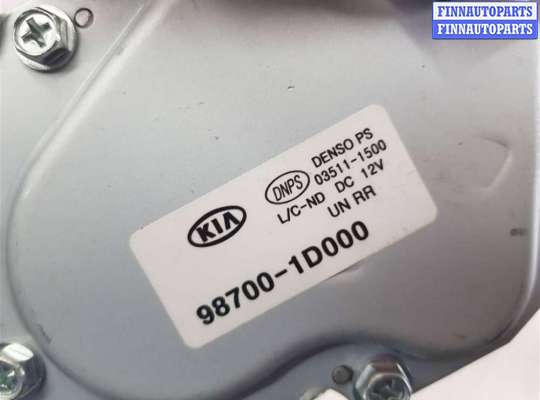 FINNAUTOPARTS
FINNAUTOPARTS
DENSO PS
DNPS 03511-1500
L/C-ND DC 12V
UN RR
KIA
98700-1D000